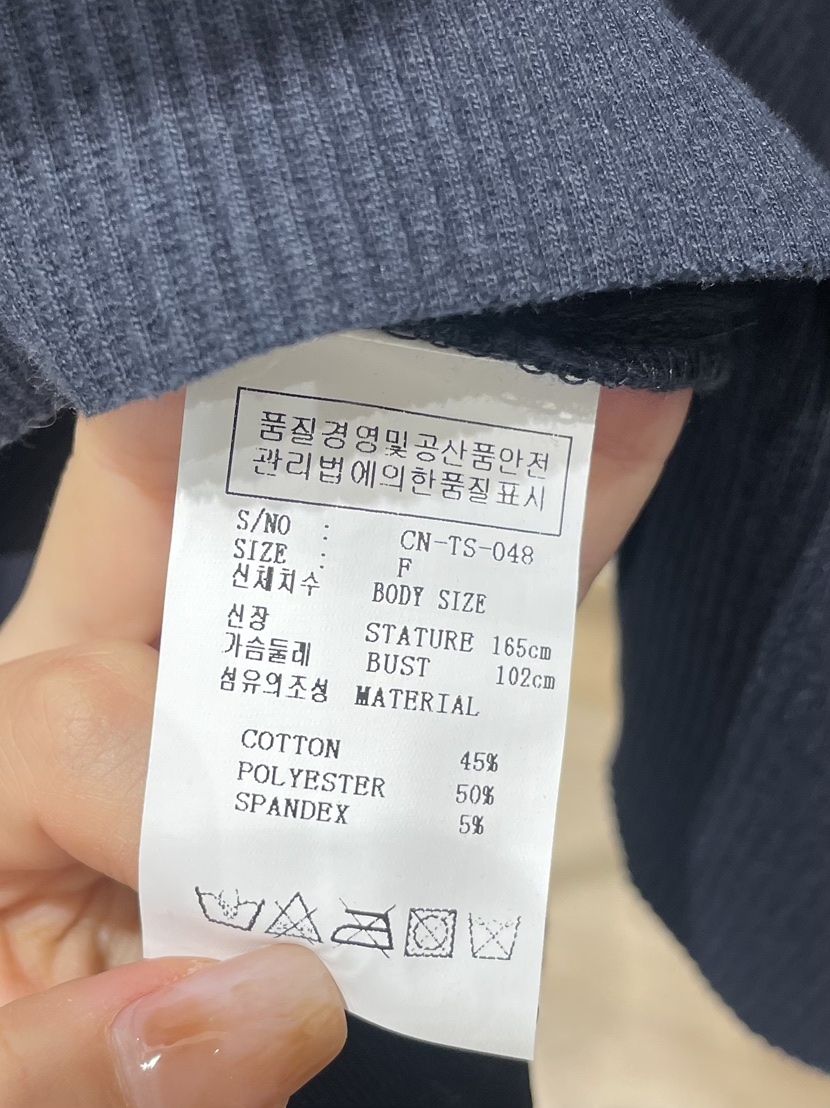 품질경영및공산품안전
관리법에의한품질표시
S/NO : CN-TS-048
SIZE : F
신체치수 BODY SIZE
신장 STATURE 165cm
가슴둘레 BUST 102cm
섬유의조성 MATERIAL
COTTON 45%
POLYESTER 50%
SPANDEX 5%